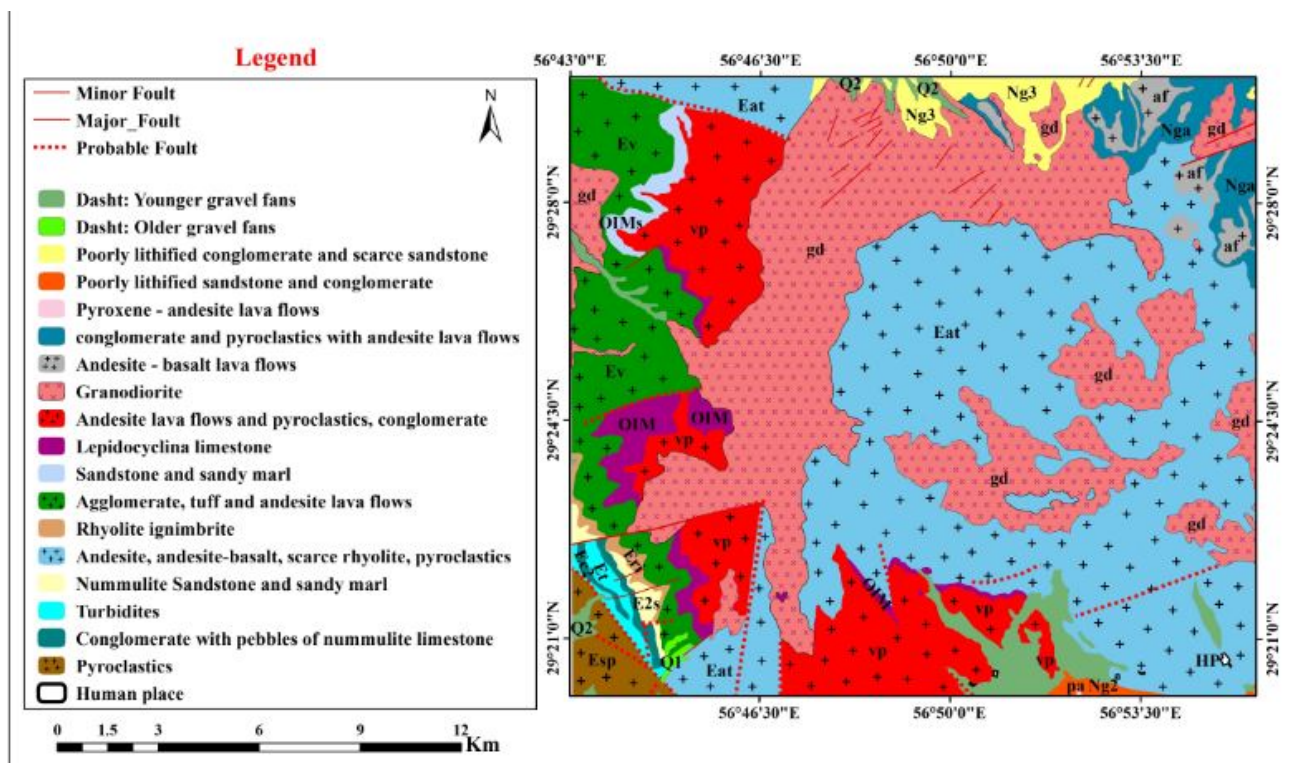 Legend
Minor Foult
Major_Foult
Probable Foult
N
Dasht: Younger gravel fans
Dasht: Older gravel fans
Poorly lithified conglomerate and scarce sandstone
Poorly lithified sandstone and conglomerate
Pyroxene - andesite lava flows
conglomerate and pyroclastics with andesite lava flows
Andesite - basalt lava flows
Granodiorite
Andesite lava flows and pyroclastics, conglomerate
Lepidocyclina limestone
Sandstone and sandy marl
Agglomerate, tuff and andesite lava flows
Rhyolite ignimbrite
Andesite, andesite-basalt, scarce rhyolite, pyroclastics
Nummulite Sandstone and sandy marl
Turbidites
Conglomerate with pebbles of nummulite limestone
Pyroclastics
Human place
0 1.5 3 6 9 12
Km
56°43'0"E 56°46'30"E 56°50'0"E 56°53'30"E
Eat Q2 Q2 Ng3 af
Ng3 gd Nga gd
Ev
gd af Nga
29°28'0"N 29°28'0"N
OIMs vp
gd af
Eat
Ev gd
29°24'30"N 29°24'30"N
OIM OIM gd
vp
gd
gd
vp
Et
E2s OIM vp
Q2
29°21'0"N 29°21'0"N
Esp Q1 Eat vp vp HP
pa Ng2
56°46'30"E 56°50'0"E 56°53'30"E